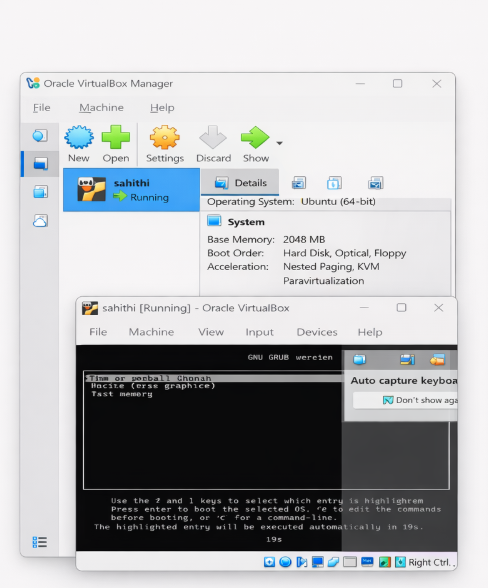 Oracle VirtualBox Manager
File Machine Help
New Open Settings Discard Show
sahithi
Running
Details
Operating System: Ubuntu (64-bit)
System
Base Memory: 2048 MB
Boot Order: Hard Disk, Optical, Floppy
Acceleration: Nested Paging, KVM
Paravirtualization
sahithi [Running] - Oracle VirtualBox
File Machine View Input Devices Help
GNU GRUB wereien
Auto capture keyboa
Don't show aga
*Timm or penball Chonah
Hacite (erse graphice)
Tast memorg
Use the ? and l keys to select which entry is highlighrem
Press enter to boot the selected OS. 'e to edit the commands
before booting, or 'c for a command-line.
The highlighted entry will be executed automatically in 19s.
19s
Right Ctrl.